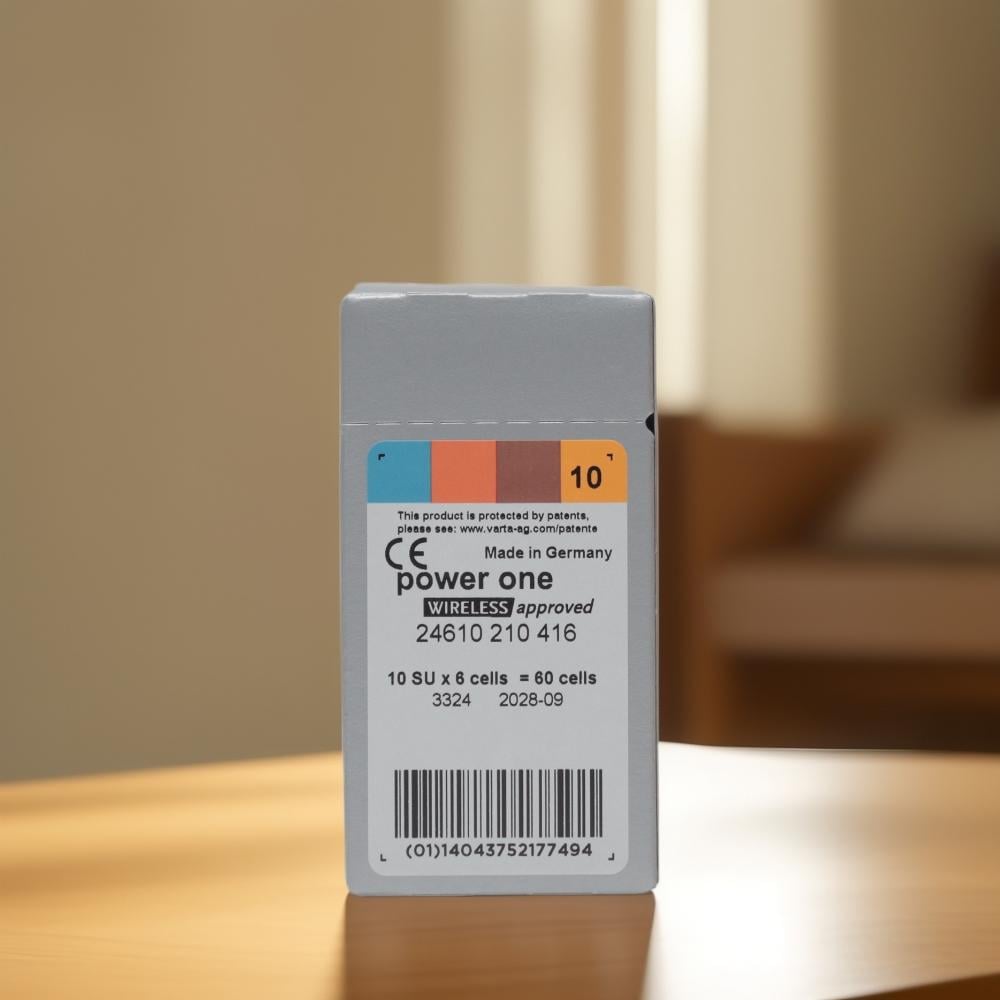 10
This product is protected by patents,
please see: www.varta-ag.com/patente
CE
Made in Germany
power one
WIRELESS approved
24610 210 416
10 SU x 6 cells = 60 cells
3324 2028-09
(01)14043752177494